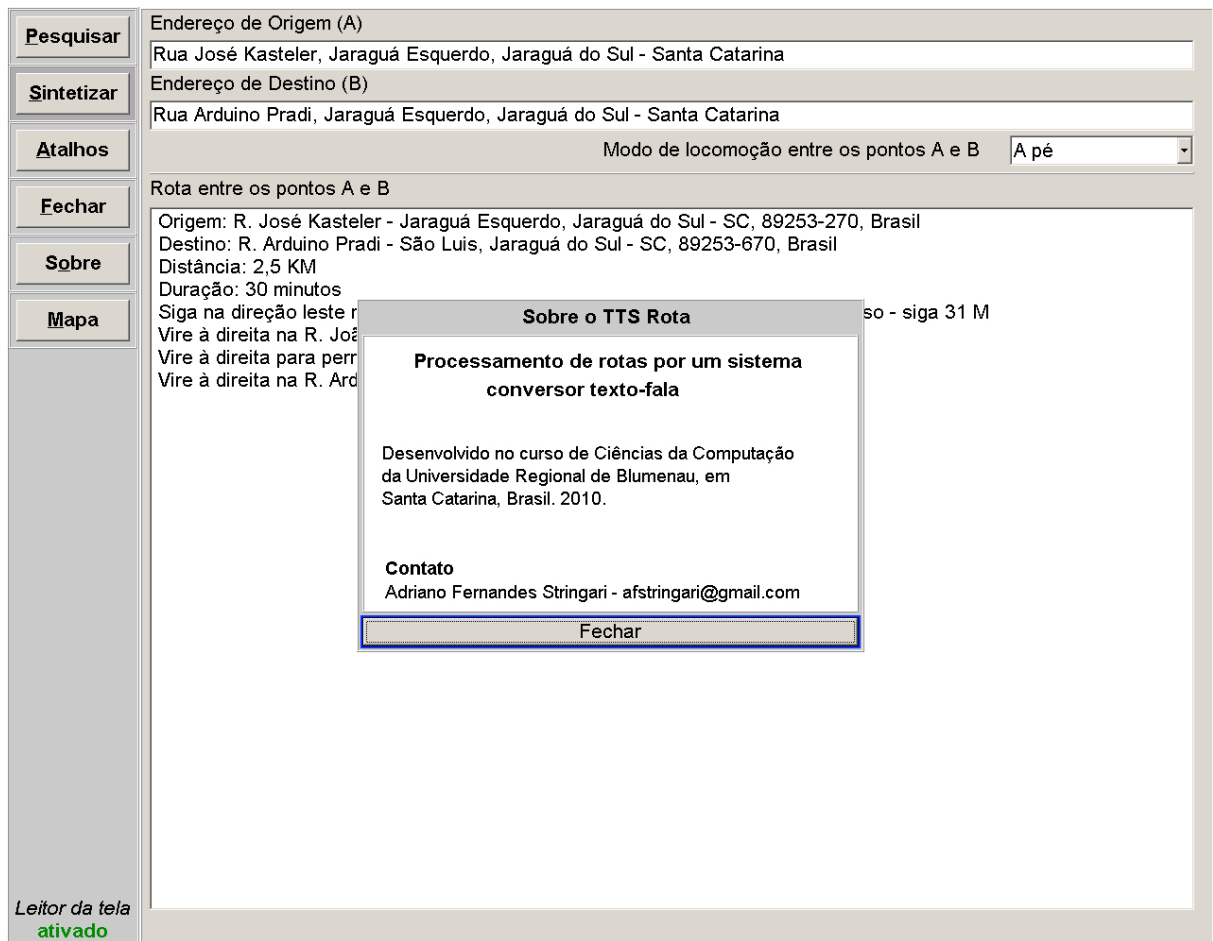 Pesquisar
Sintetizar
Atalhos
Fechar
Sobre
Mapa
Leitor da tela
ativado
Endereço de Origem (A)
Rua José Kasteler, Jaraguá Esquerdo, Jaraguá do Sul - Santa Catarina
Endereço de Destino (B)
Rua Arduino Pradi, Jaraguá Esquerdo, Jaraguá do Sul - Santa Catarina
Modo de locomoção entre os pontos A e B A pé
Rota entre os pontos A e B
Origem: R. José Kasteler - Jaraguá Esquerdo, Jaraguá do Sul - SC, 89253-270, Brasil
Destino: R. Arduino Pradi - São Luis, Jaraguá do Sul - SC, 89253-670, Brasil
Distância: 2,5 KM
Duração: 30 minutos
Siga na direção leste so - siga 31 M
Vire à direita na R.
Vire à direita para
Vire à direita na R.
Sobre o TTS Rota
Processamento de rotas por um sistema
conversor texto-fala
Desenvolvido no curso de Ciências da Computação
da Universidade Regional de Blumenau, em
Santa Catarina, Brasil. 2010.
Contato
Adriano Fernandes Stringari - afstringari@gmail.com
Fechar